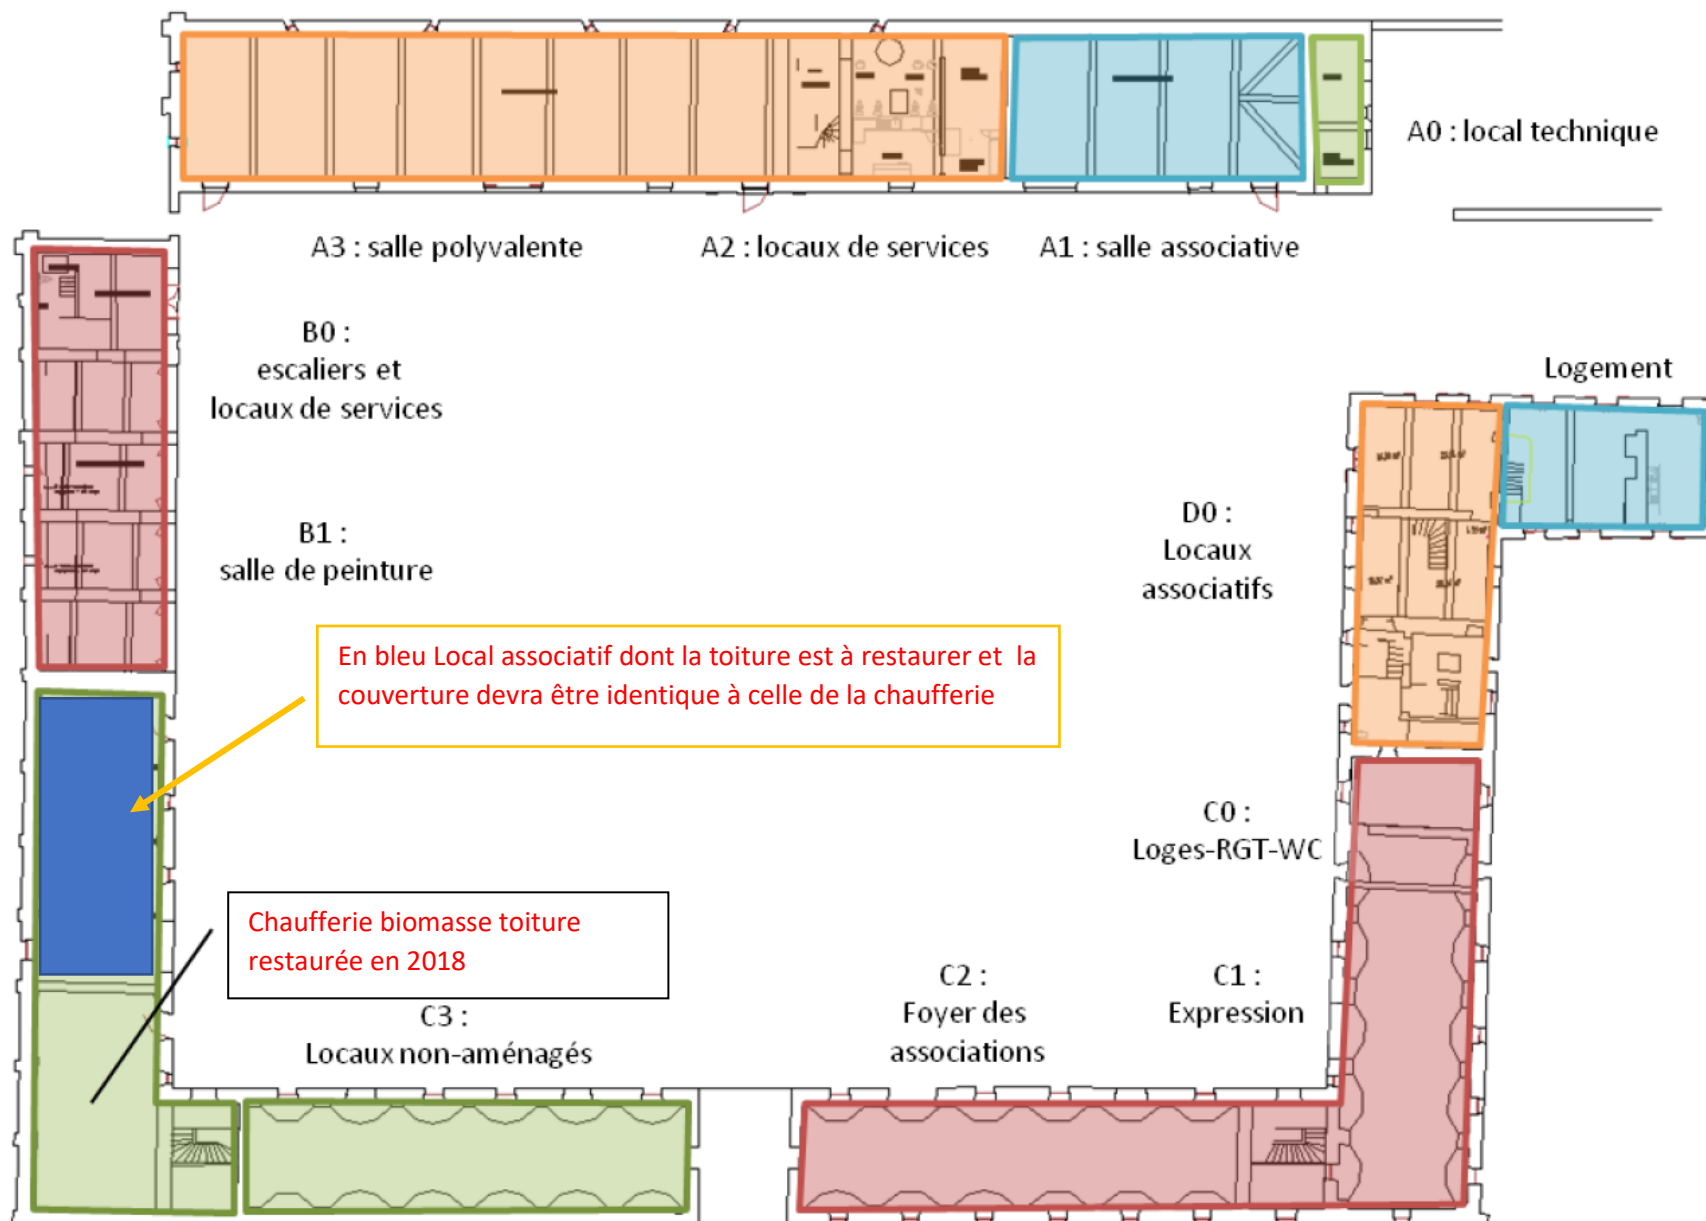 A0 : local technique
A3 : salle polyvalente
A2 : locaux de services
A1 : salle associative
B0 :
escaliers et
locaux de services
Logement
B1 :
salle de peinture
D0 :
Locaux
associatifs
En bleu Local associatif dont la toiture est à restaurer et la
couverture devra être identique à celle de la chaufferie
C0 :
Loges-RGT-WC
Chaufferie biomasse toiture
restaurée en 2018
C3 :
Locaux non-aménagés
C2 :
Foyer des
associations
C1 :
Expression